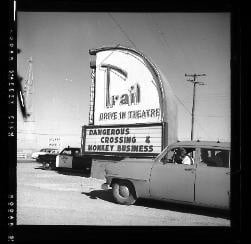 Trail
DRIVE IN THEATRE
DANGEROUS
CROSSING &
MONKEY BUSINESS